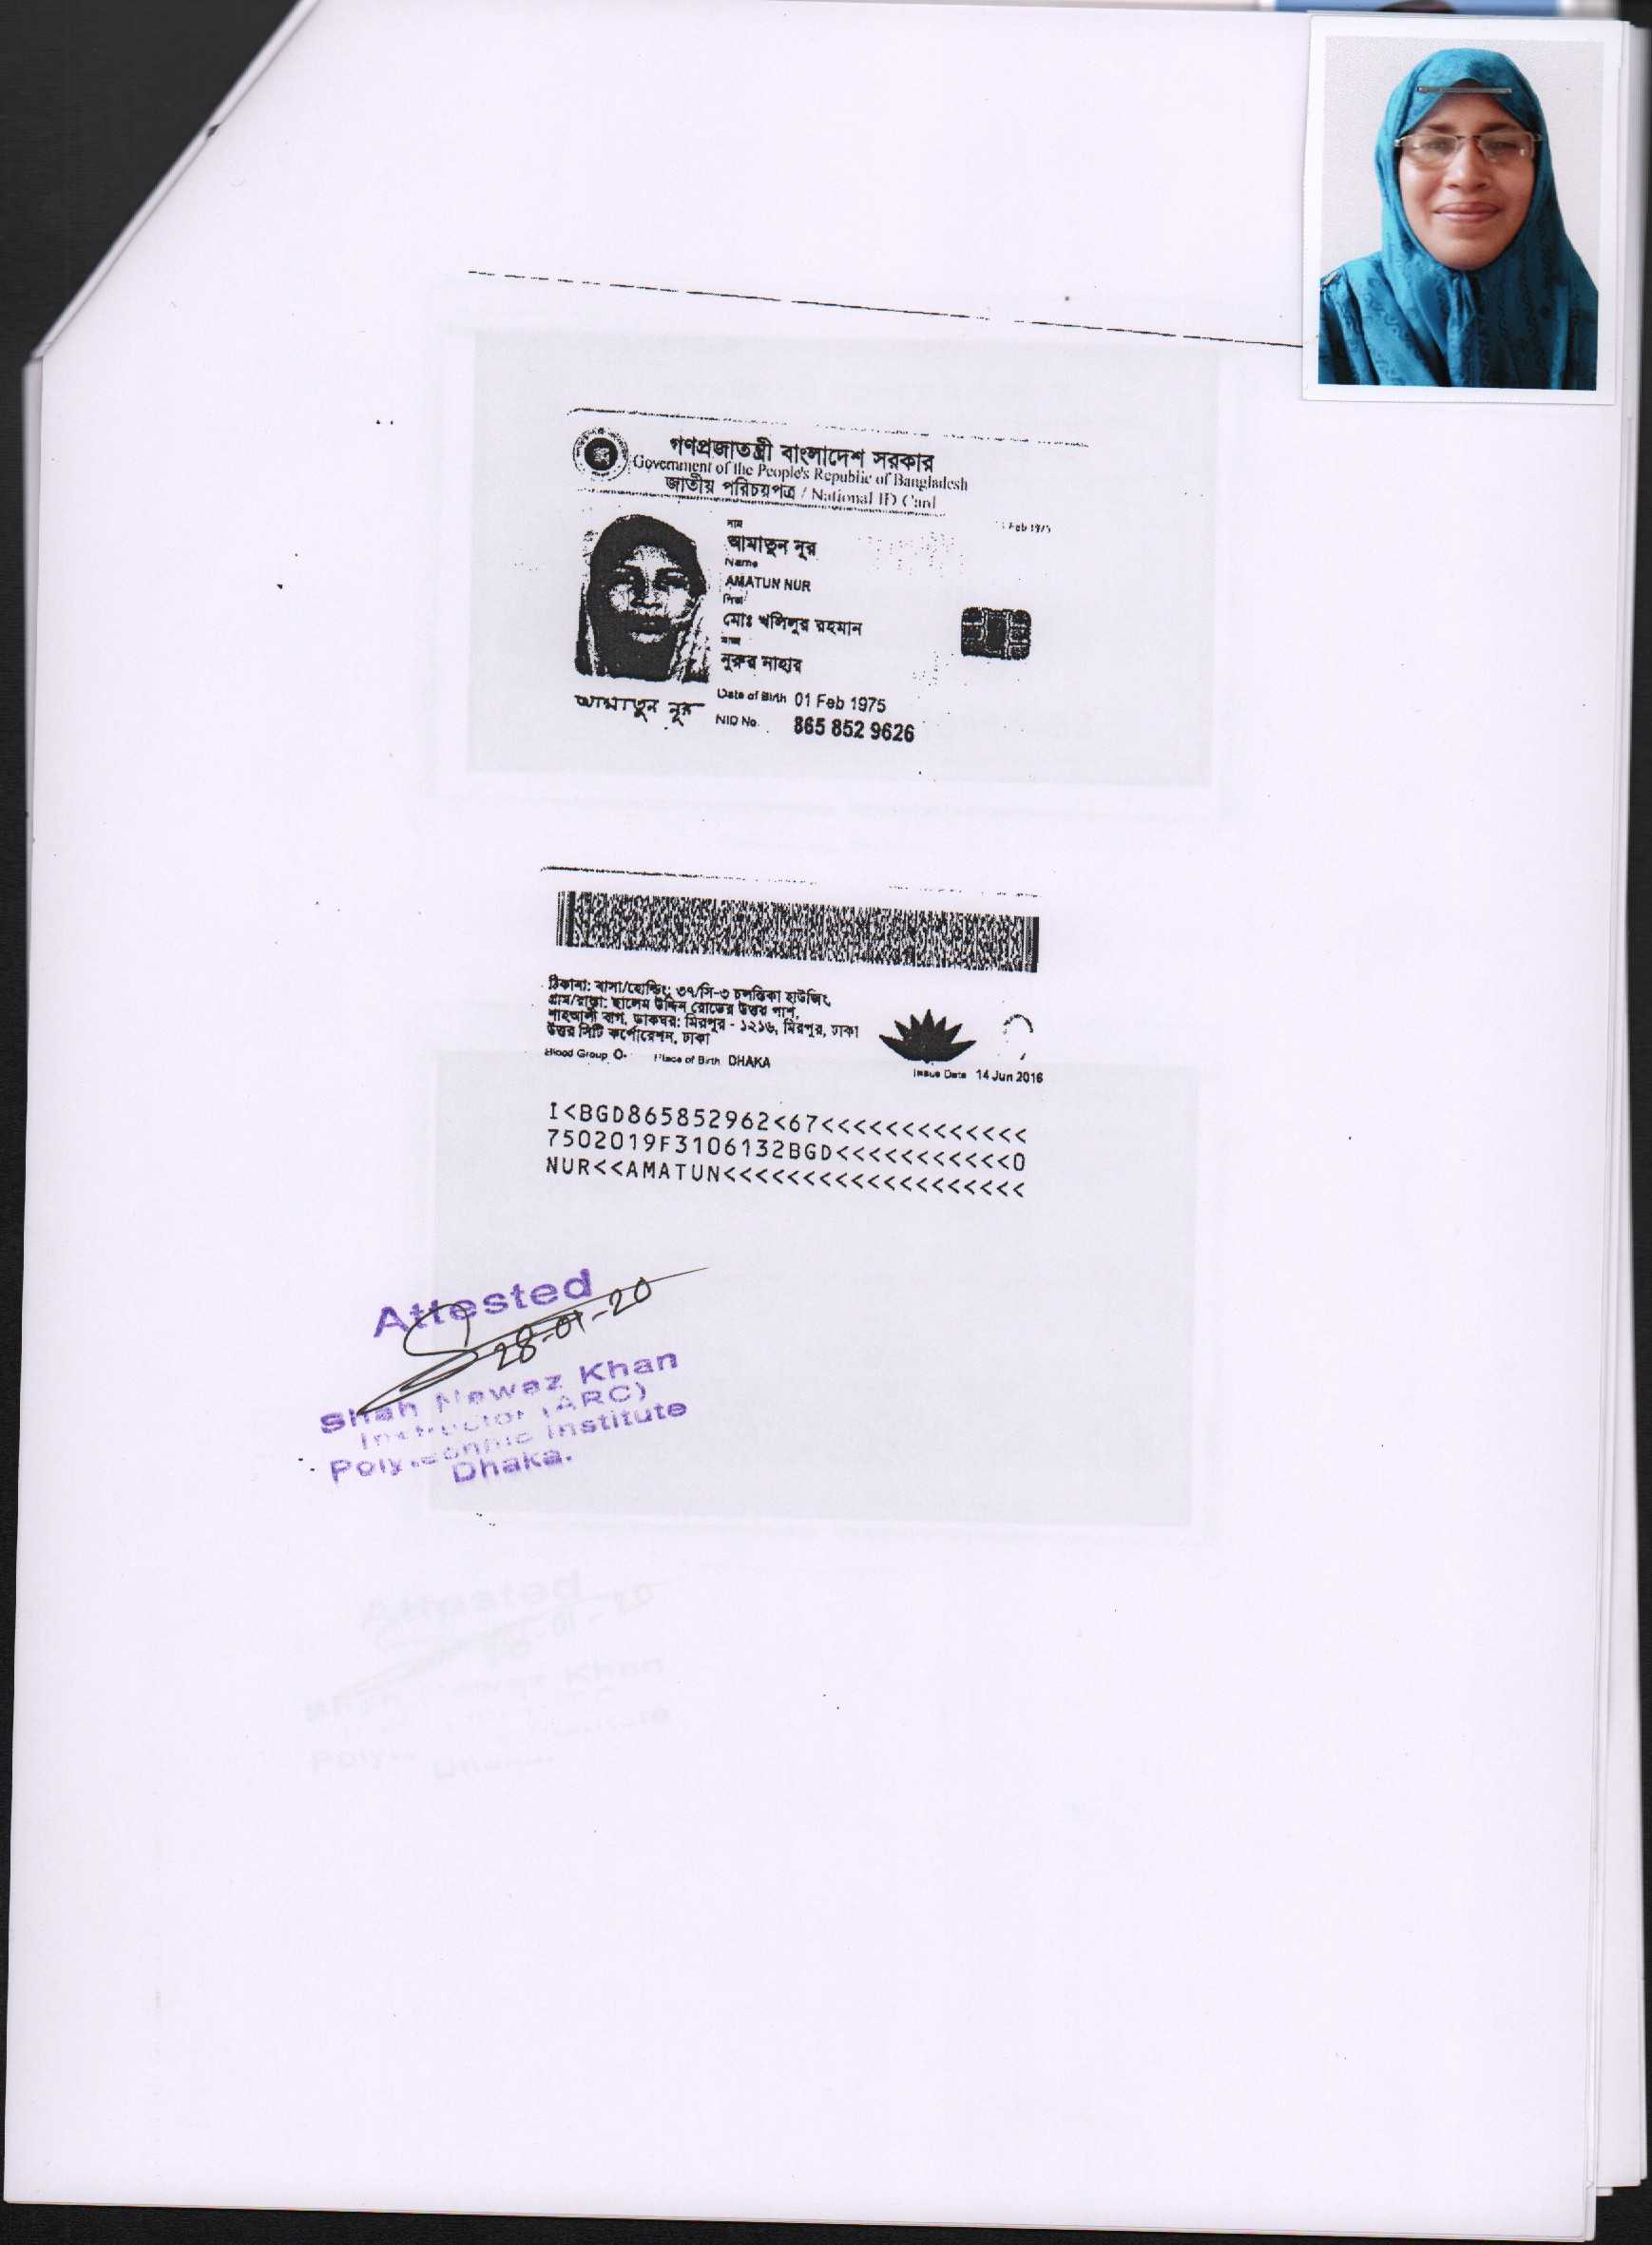 গণপ্রজাতন্ত্রী বাংলাদেশ সরকার
Government of the People's Republic of Bangladesh
জাতীয় পরিচয়পত্র / National ID Card
Feb 1975
নাম
আমাতুন নূর
Name
AMATUN NUR
পিতা
মোঃ খলিলুর রহমান
মাতা
নুরুর নাহার
Date of Birth 01 Feb 1975
আমাতুন নূর
NID No. 865 852 9626
ঠিকানা: বাসা/হোল্ডিং: ৩৭/সি-৩ চলন্তিকা হাউজিং,
গ্রাম/রাস্তা: ছালেম উদ্দিন রোডের উত্তর পাশ,
শাহআলী বাগ, ডাকঘর: মিরপুর - ১২১৬, মিরপুর, ঢাকা
উত্তর সিটি কর্পোরেশন, ঢাকা
Blood Group Place of Birth DHAKA
Issue Date 14 Jun 2016
I<BGD865852962<67<<<<<<<<<<<<<
7502019F3106132BGD<<<<<<<<<<<0
NUR<<AMATUN<<<<<<<<<<<<<<<<<<<
Attested
28-01-20
Shah Nawaz Khan
Instructor (ARC)
Polytechnic Institute
Dhaka.